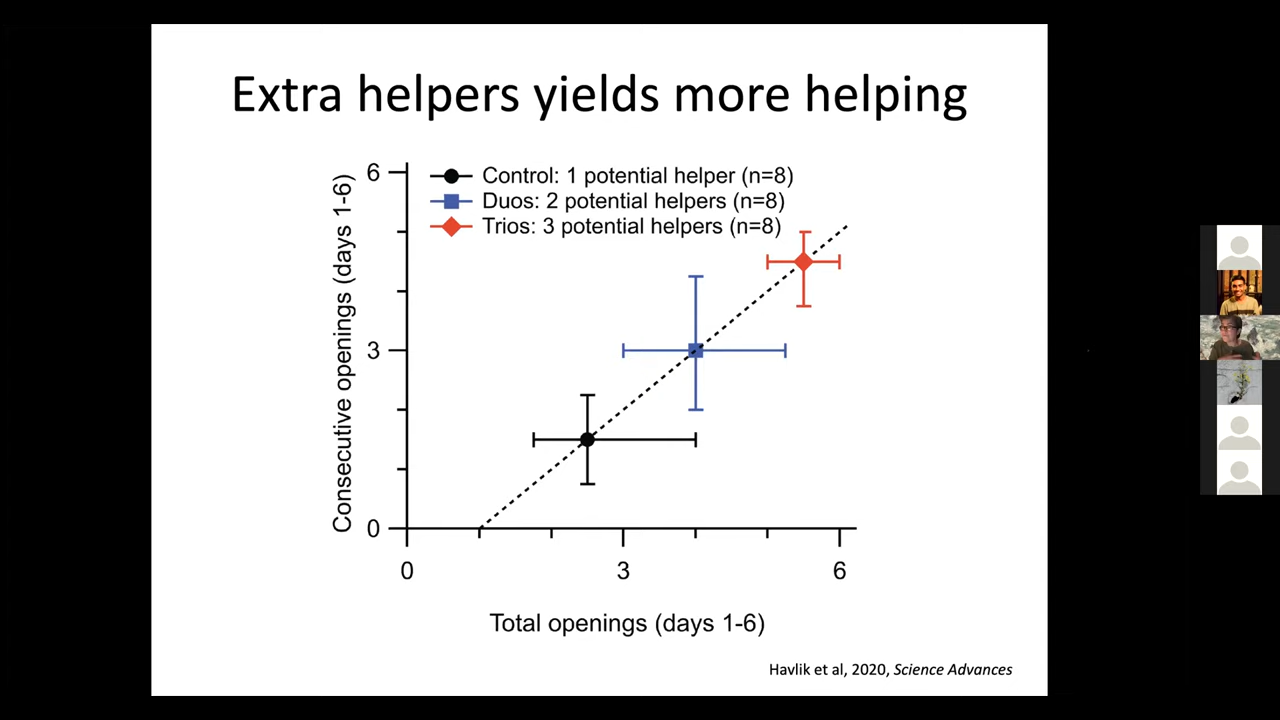 Extra helpers yields more helping
Control: 1 potential helper (n=8)
Duos: 2 potential helpers (n=8)
Trios: 3 potential helpers (n=8)
Consecutive openings (days 1-6)
6
3
0
0 3 6
Total openings (days 1-6)
Havlik et al, 2020, Science Advances